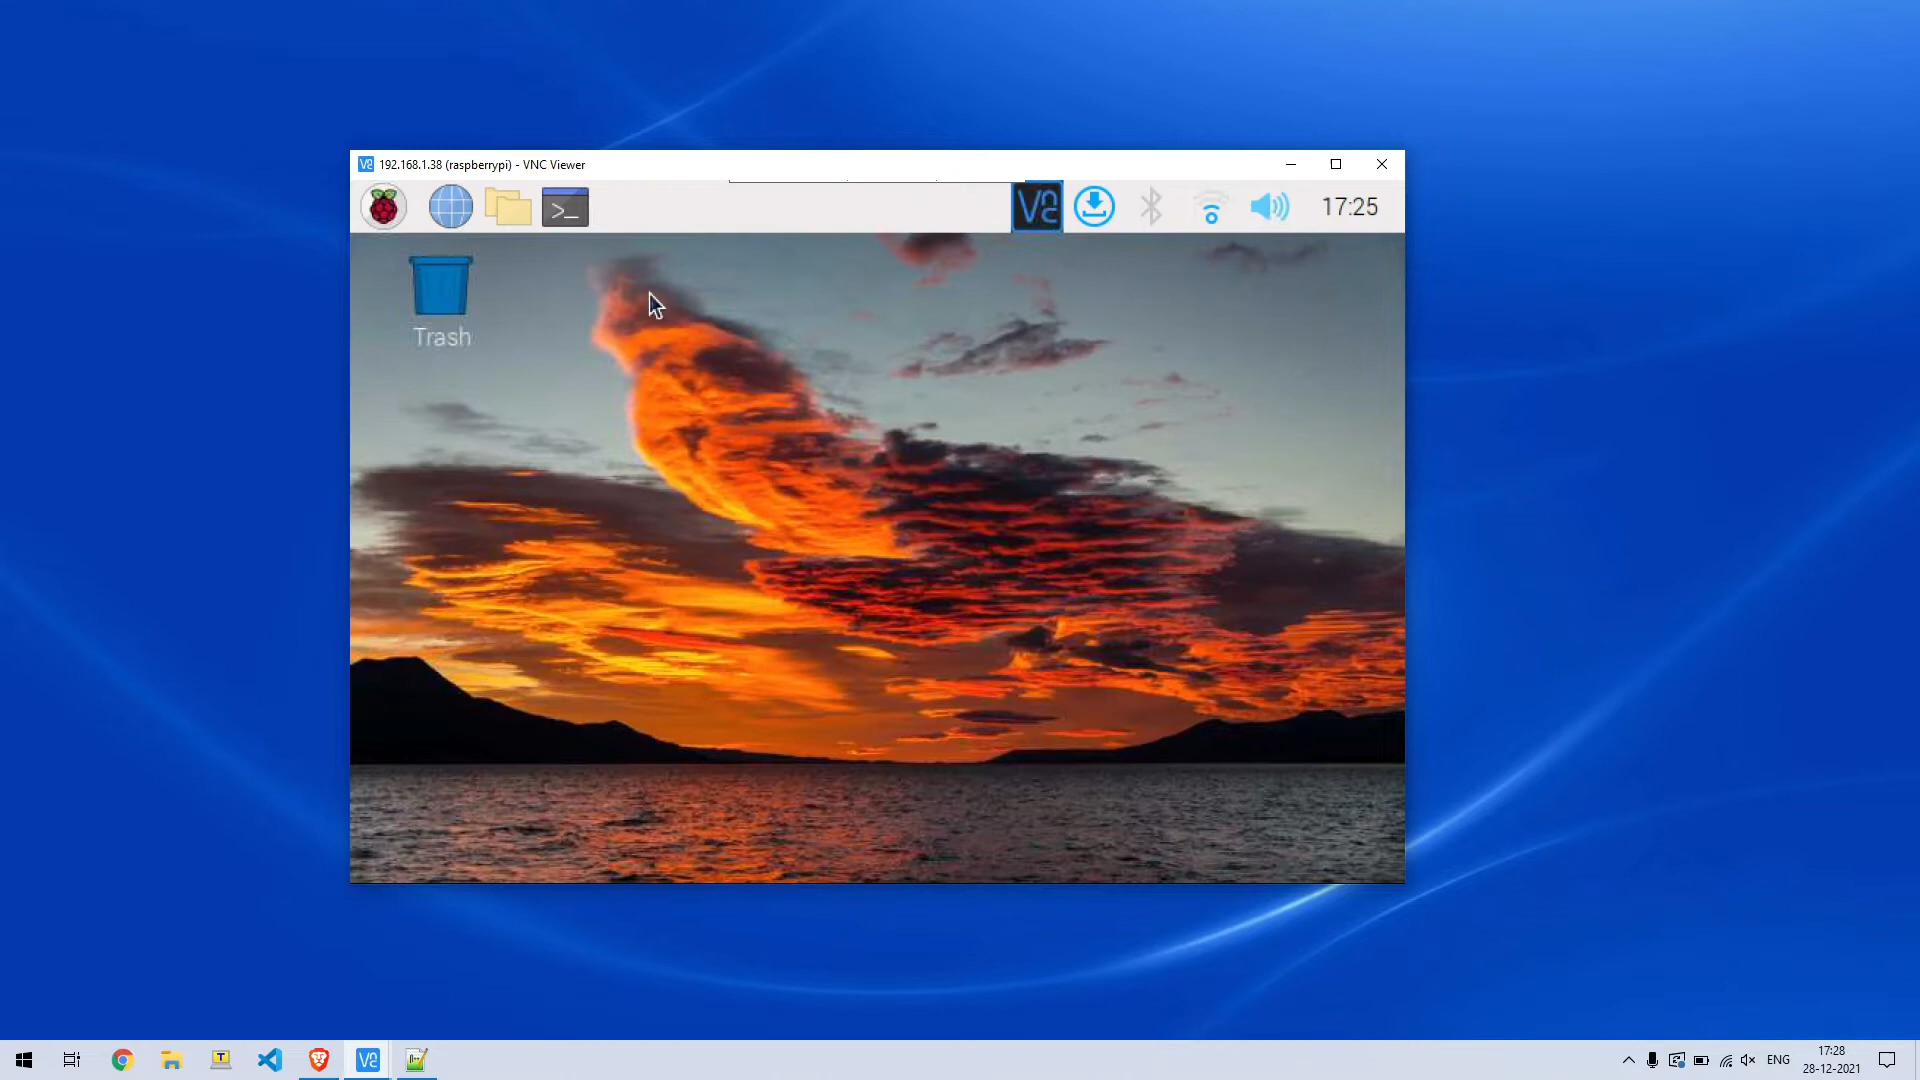 192.168.1.38 (raspberrypi) - VNC Viewer
>_
17:25
Trash
ENG
17:28
28-12-2021